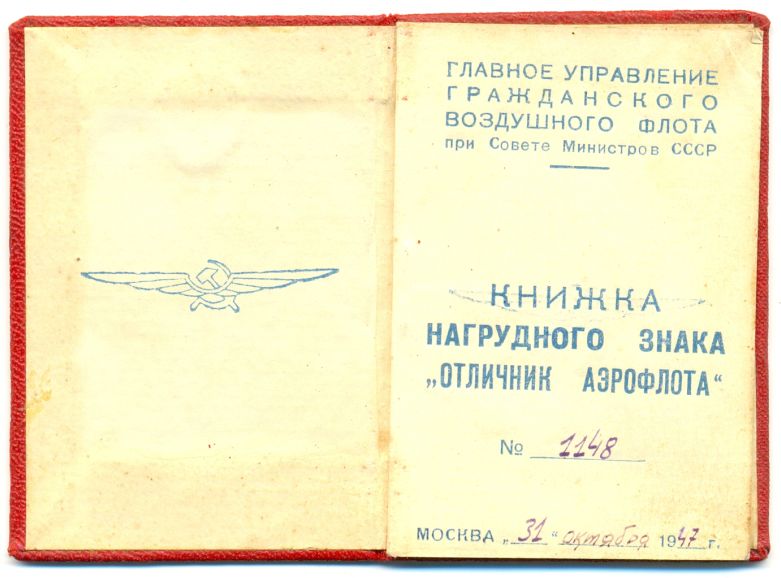 ГЛАВНОЕ УПРАВЛЕНИЕ
ГРАЖДАНСКОГО
ВОЗДУШНОГО ФЛОТА
при Совете Министров СССР
КНИЖКА
НАГРУДНОГО ЗНАКА
„ОТЛИЧНИК АЭРОФЛОТА“
№ 1148
МОСКВА „31“ октября 1947 г.